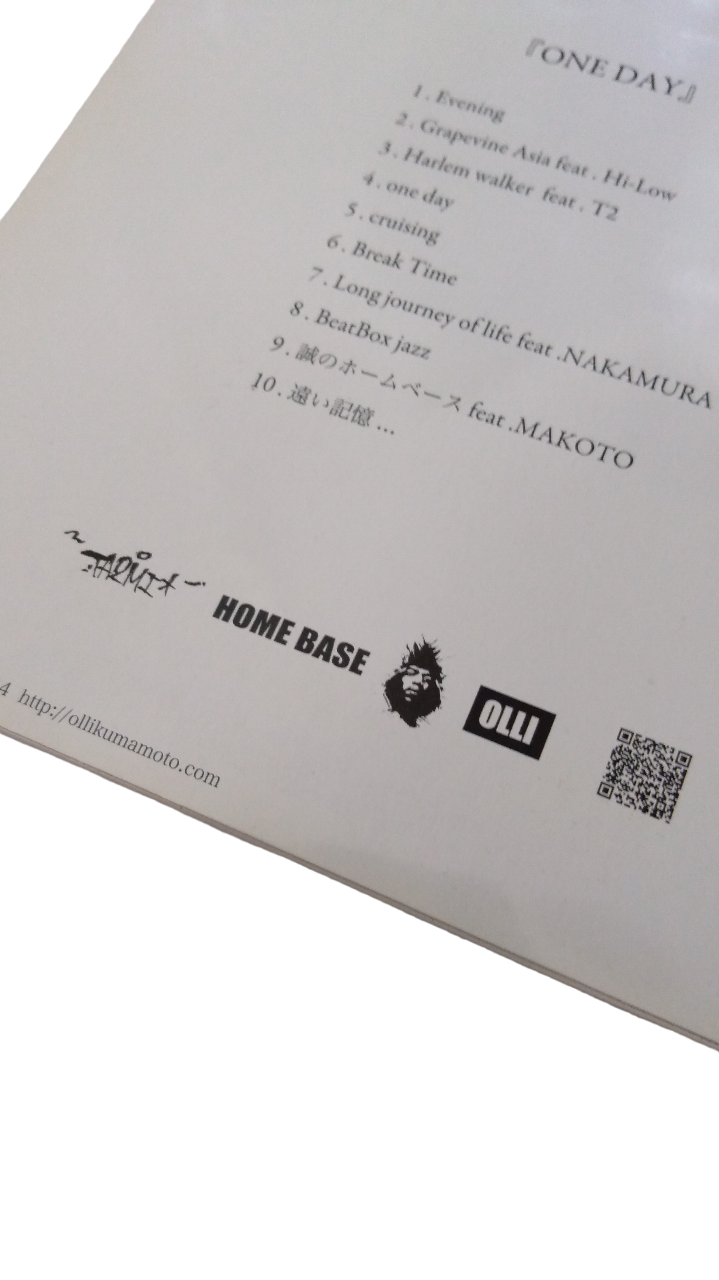 『ONE DAY』
1 . Evening
2 . Grapevine Asia feat . Hi-Low
3 . Harlem walker feat . T2
4 . one day
5 . cruising
6 . Break Time
7 . Long journey of life feat .NAKAMURA
8 . BeatBox jazz
9 . 誠のホームベース feat .MAKOTO
10 . 遠い記憶 ...
HOME BASE
OLLI
4 http://ollikumamoto.com